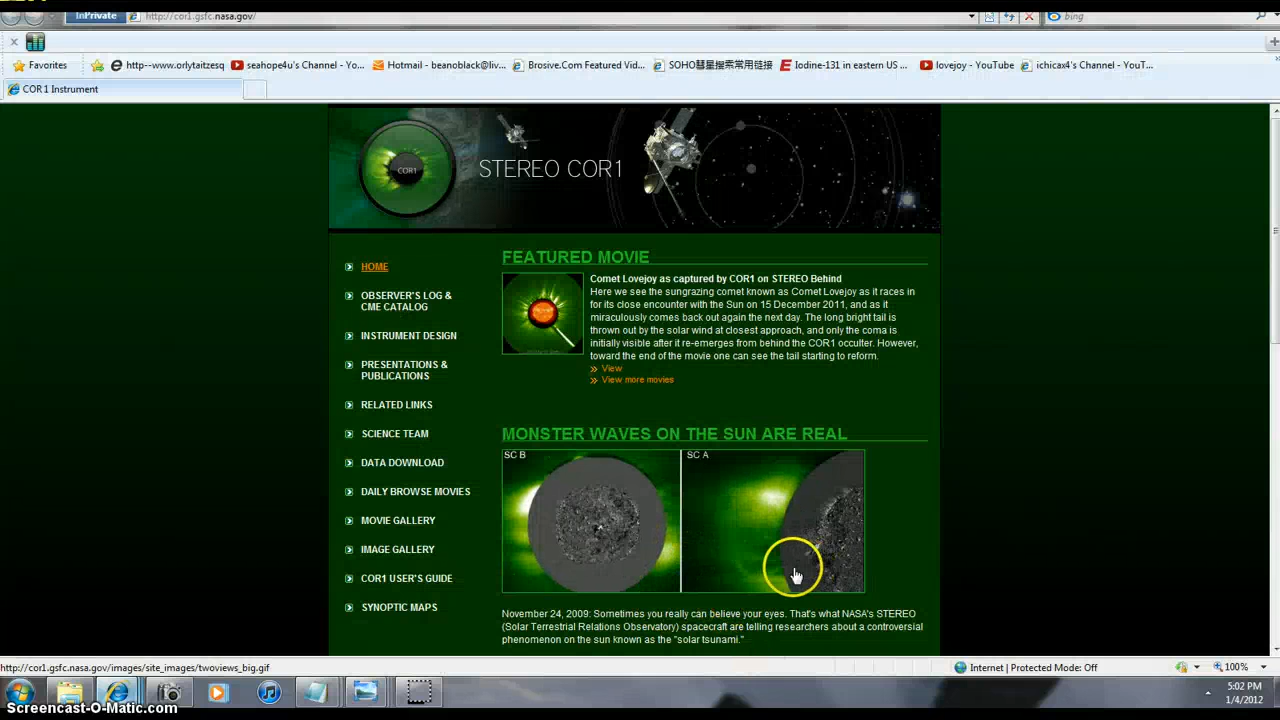 InPrivate http://cor1.gsfc.nasa.gov/ bing
Favorites http--www.orlytaitzesq seahope4u's Channel - Yo... Hotmail - beanoblack@liv... Brosive.Com Featured Vid... SOHO彗星搜索常用链接 Iodine-131 in eastern US ... lovejoy - YouTube ichicax4's Channel - YouT...
COR1 Instrument
COR1
STEREO COR1
HOME
OBSERVER'S LOG &
CME CATALOG
INSTRUMENT DESIGN
PRESENTATIONS &
PUBLICATIONS
RELATED LINKS
SCIENCE TEAM
DATA DOWNLOAD
DAILY BROWSE MOVIES
MOVIE GALLERY
IMAGE GALLERY
COR1 USER'S GUIDE
SYNOPTIC MAPS
FEATURED MOVIE
Comet Lovejoy as captured by COR1 on STEREO Behind
Here we see the sungrazing comet known as Comet Lovejoy as it races in
for its close encounter with the Sun on 15 December 2011, and as it
miraculously comes back out again the next day. The long bright tail is
thrown out by the solar wind at closest approach, and only the coma is
initially visible after it re-emerges from behind the COR1 occulter. However,
toward the end of the movie one can see the tail starting to reform.
View
View more movies
MONSTER WAVES ON THE SUN ARE REAL
SC B SC A
November 24, 2009: Sometimes you really can believe your eyes. That's what NASA's STEREO
(Solar Terrestrial Relations Observatory) spacecraft are telling researchers about a controversial
phenomenon on the sun known as the "solar tsunami."
http://cor1.gsfc.nasa.gov/images/site_images/twoviews_big.gif Internet | Protected Mode: Off 100%
5:02 PM
1/4/2012
Screencast-O-Matic.com